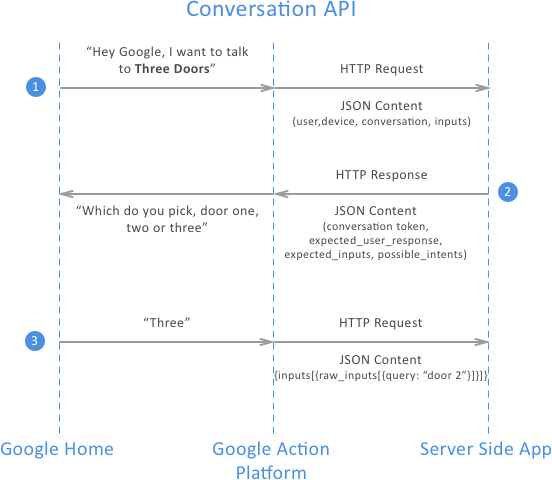 Conversation API
“Hey Google, I want to talk
to Three Doors”
HTTP Request
1
JSON Content
(user,device, conversation, inputs)
HTTP Response
2
“Which do you pick, door one,
two or three”
JSON Content
(conversation token,
expected_user_response,
expected_inputs, possible_intents)
“Three”
HTTP Request
3
JSON Content
{inputs[{raw_inputs[{query: “door 2”}]}]}
Google Home
Google Action
Platform
Server Side App